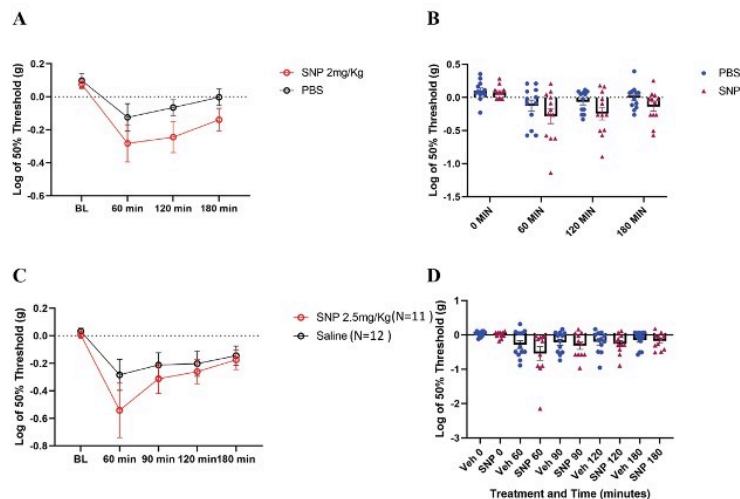 A
Log of 50% Threshold (g)
0.2
0.0
-0.2
-0.4
-0.6
BL 60 min 120 min 180 min
SNP 2mg/Kg
PBS
B
Log of 50% Threshold (g)
0.5
0.0
-0.5
-1.0
-1.5
0 MIN
60 MIN
120 MIN
180 MIN
PBS
SNP
C
Log of 50% Threshold (g)
0.2
0.0
-0.2
-0.4
-0.6
-0.8
BL 60 min 90 min 120 min 180 min
SNP 2.5mg/Kg(N=11)
Saline(N=12)
D
Log of 50% Threshold (g)
1
0
-1
-2
-3
Veh 0
SNP 0
Veh 60
SNP 60
Veh 90
SNP 90
Veh 120
SNP 120
Veh 180
SNP 180
Treatment and Time (minutes)